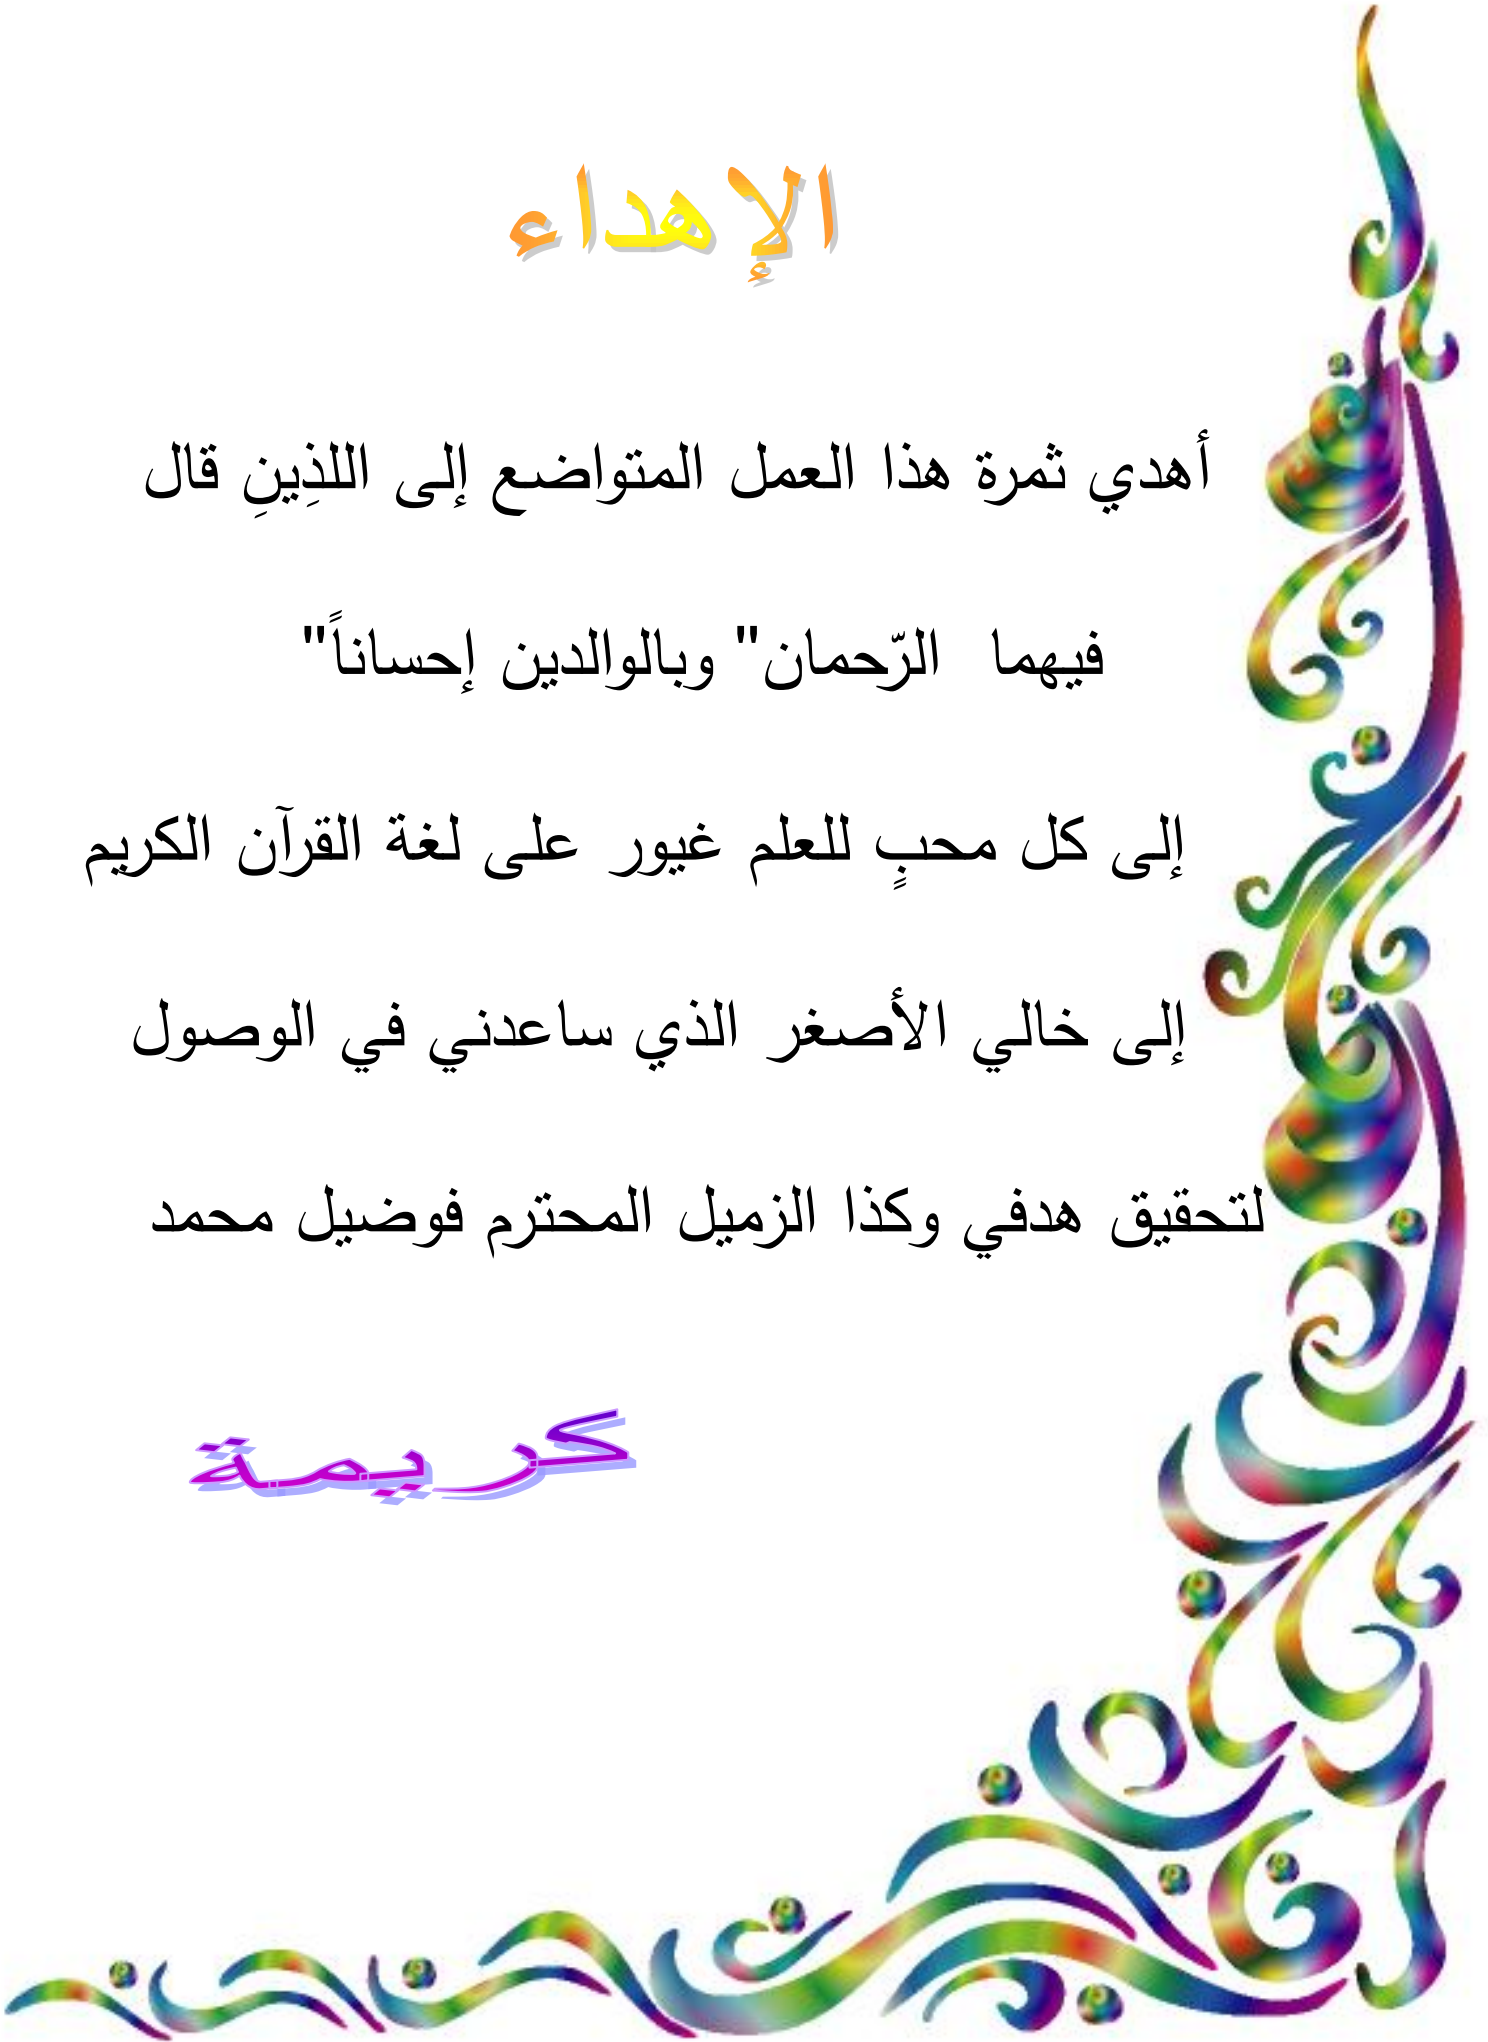 الإهداء
أهدي ثمرة هذا العمل المتواضع إلى اللذِينِ قال
فيهما الرّحمان" وبالوالدين إحساناً"
إلى كل محبٍ للعلم غيور على لغة القرآن الكريم
إلى خالي الأصغر الذي ساعدني في الوصول
لتحقيق هدفي وكذا الزميل المحترم فوضيل محمد
كريمة